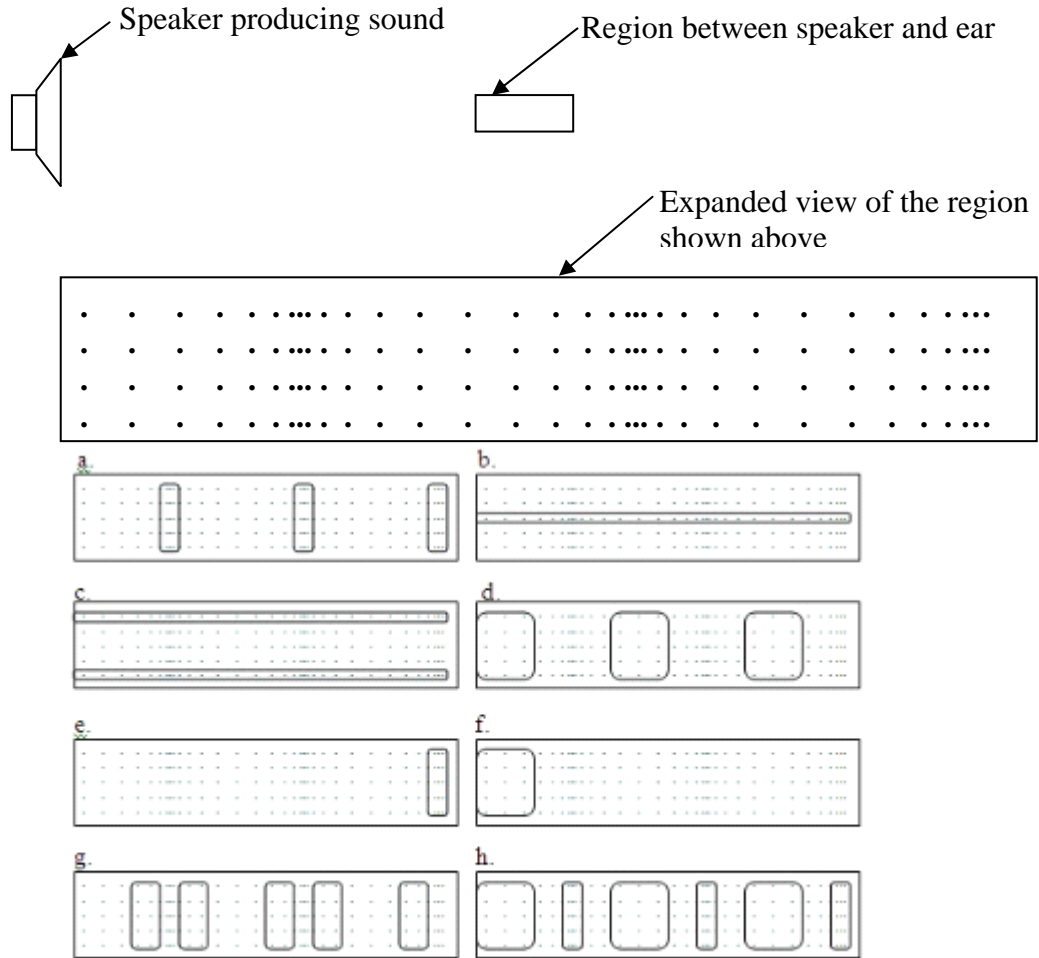 Speaker producing sound
Region between speaker and ear
Expanded view of the region
shown above
a.
b.
c.
d.
e.
f.
g.
h.